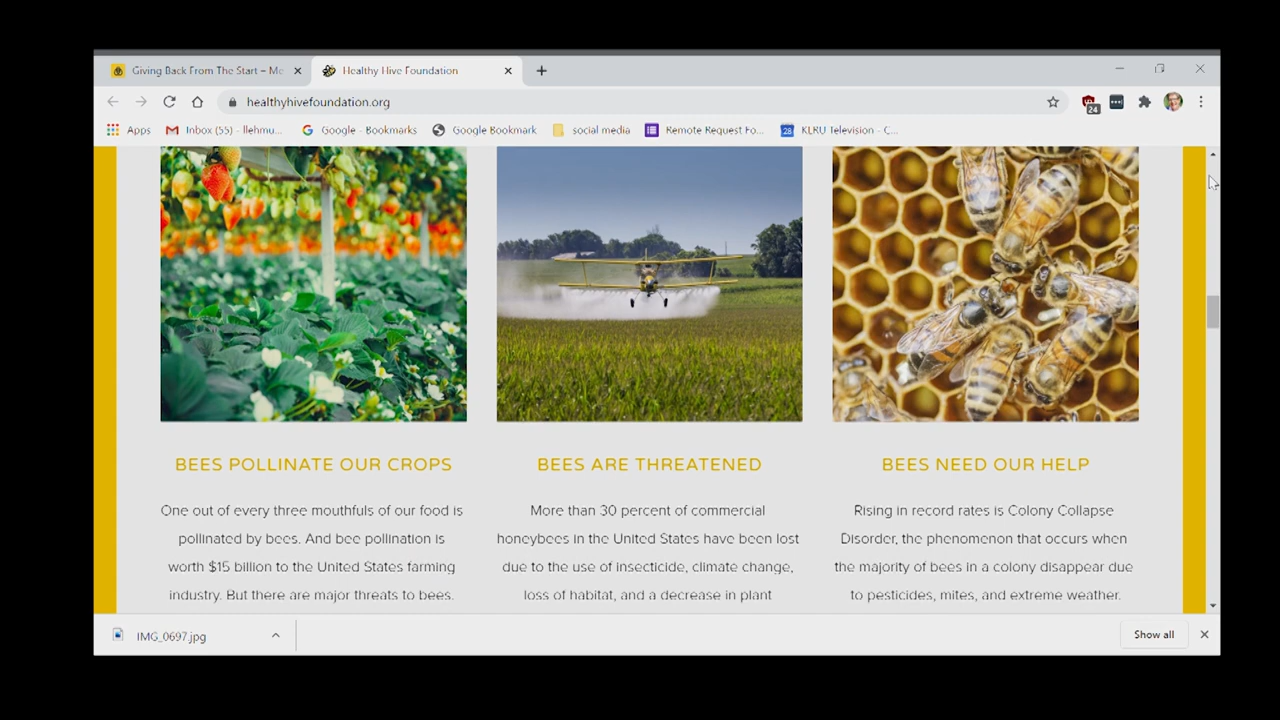 Giving Back From The Start – Me
Healthy Hive Foundation
healthyhivefoundation.org
24
Apps
Inbox (55) - llehmu...
Google - Bookmarks
Google Bookmark
social media
Remote Request Fo...
28
KLRU Television - C...
BEES POLLINATE OUR CROPS
One out of every three mouthfuls of our food is
pollinated by bees. And bee pollination is
worth $15 billion to the United States farming
industry. But there are major threats to bees.
BEES ARE THREATENED
More than 30 percent of commercial
honeybees in the United States have been lost
due to the use of insecticide, climate change,
loss of habitat, and a decrease in plant
BEES NEED OUR HELP
Rising in record rates is Colony Collapse
Disorder, the phenomenon that occurs when
the majority of bees in a colony disappear due
to pesticides, mites, and extreme weather.
IMG_0697.jpg
Show all